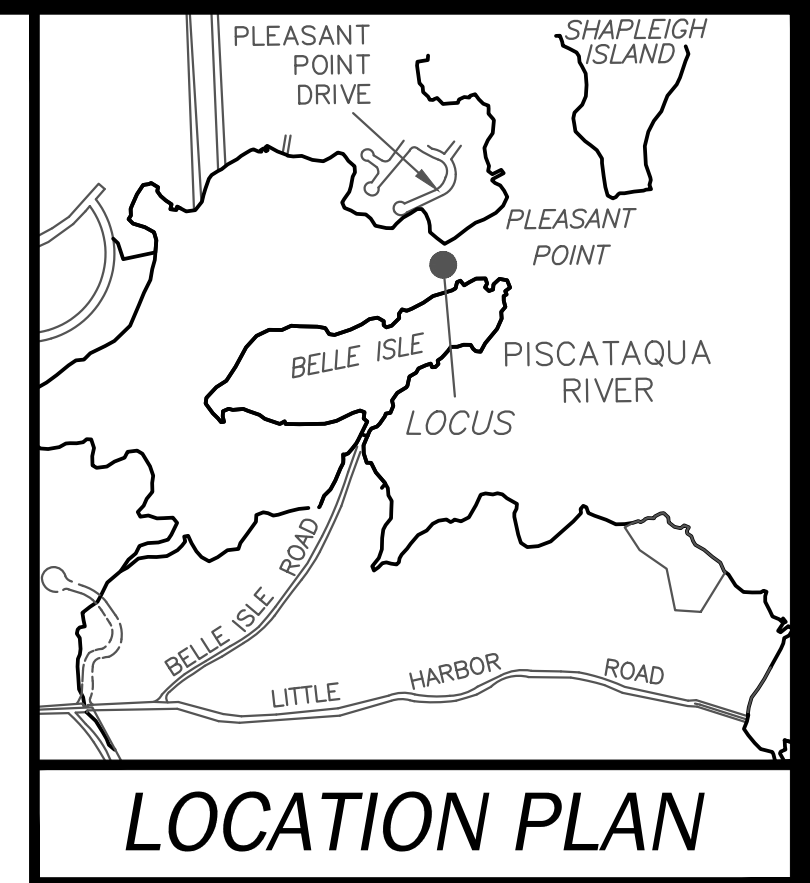 PLEASANT
POINT
DRIVE
SHAPLEIGH
ISLAND
PLEASANT
POINT
BELLE ISLE
PISCATAQUA
RIVER
LOCUS
BELLE ISLE ROAD
LITTLE HARBOR ROAD
LOCATION PLAN